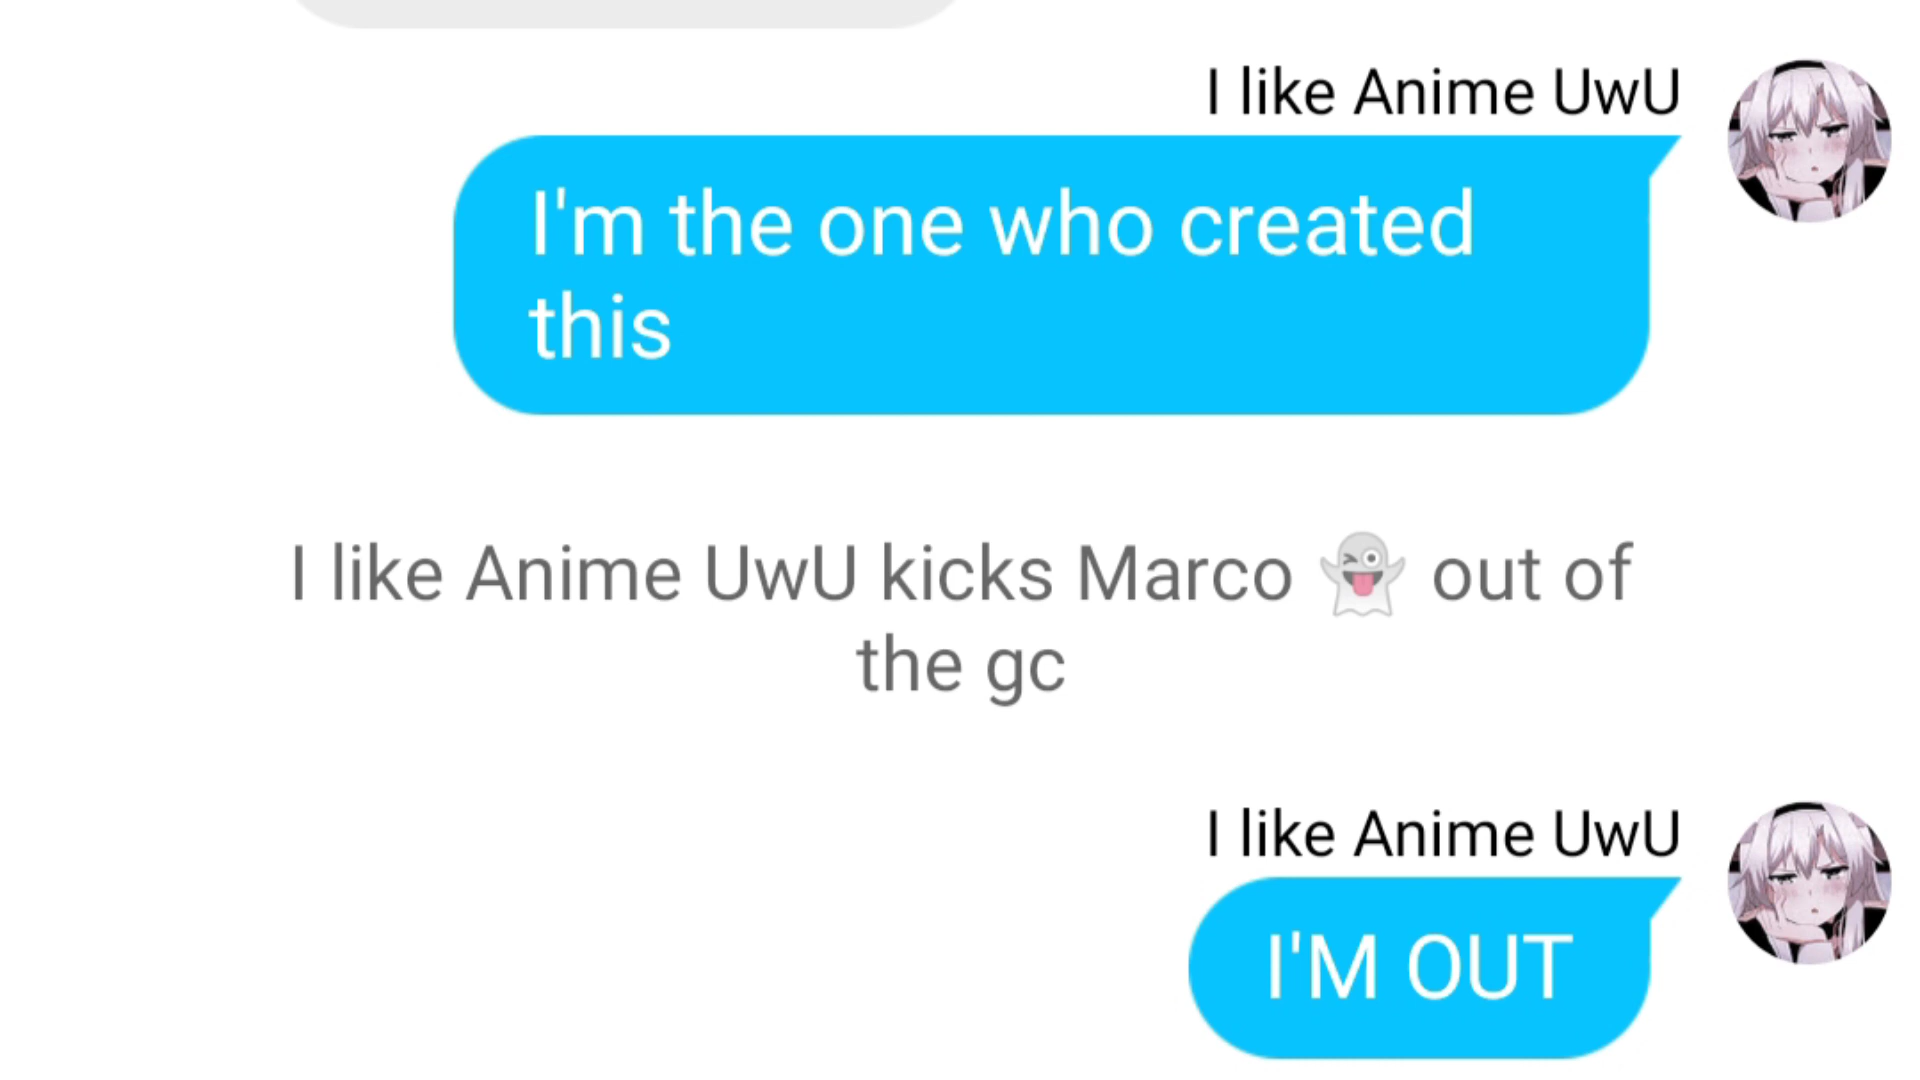 I like Anime UwU
I'm the one who created
this
I like Anime UwU kicks Marco 👻 out of
the gc
I like Anime UwU
I'M OUT